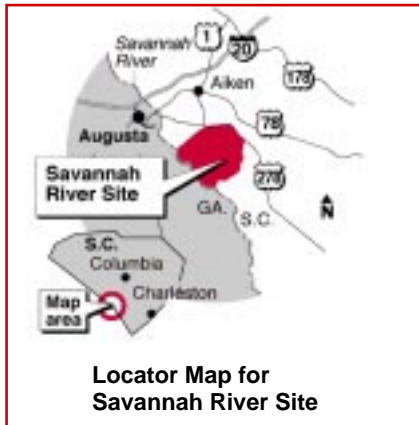 Savannah
River
1
20
178
Aiken
Augusta
78
Savannah
River Site
278
GA.
S.C.
N
S.C.
Columbia
Charleston
Map
area
Locator Map for
Savannah River Site